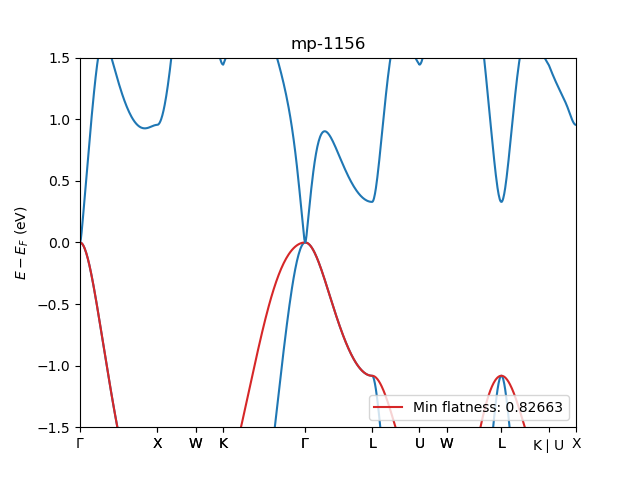 mp-1156
E − E_F (eV)
1.5
1.0
0.5
0.0
−0.5
−1.0
−1.5
Min flatness: 0.82663
Γ X W K Γ L U W L K | U X